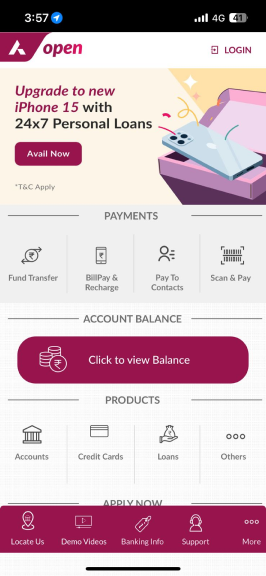 3:57
4G 41
open
LOGIN
Upgrade to new
iPhone 15 with
24x7 Personal Loans
Avail Now
*T&C Apply
PAYMENTS
Fund Transfer
BillPay &
Recharge
Pay To
Contacts
Scan & Pay
ACCOUNT BALANCE
Click to view Balance
PRODUCTS
Accounts
Credit Cards
Loans
Others
APPLY NOW
Locate Us
Demo Videos
Banking Info
Support
More